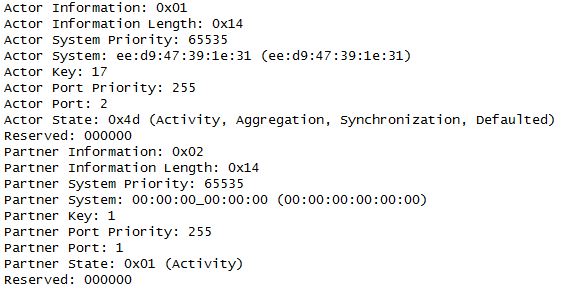 Actor Information: 0x01
Actor Information Length: 0x14
Actor System Priority: 65535
Actor System: ee:d9:47:39:1e:31 (ee:d9:47:39:1e:31)
Actor Key: 17
Actor Port Priority: 255
Actor Port: 2
Actor State: 0x4d (Activity, Aggregation, Synchronization, Defaulted)
Reserved: 000000
Partner Information: 0x02
Partner Information Length: 0x14
Partner System Priority: 65535
Partner System: 00:00:00_00:00:00 (00:00:00:00:00:00)
Partner Key: 1
Partner Port Priority: 255
Partner Port: 1
Partner State: 0x01 (Activity)
Reserved: 000000